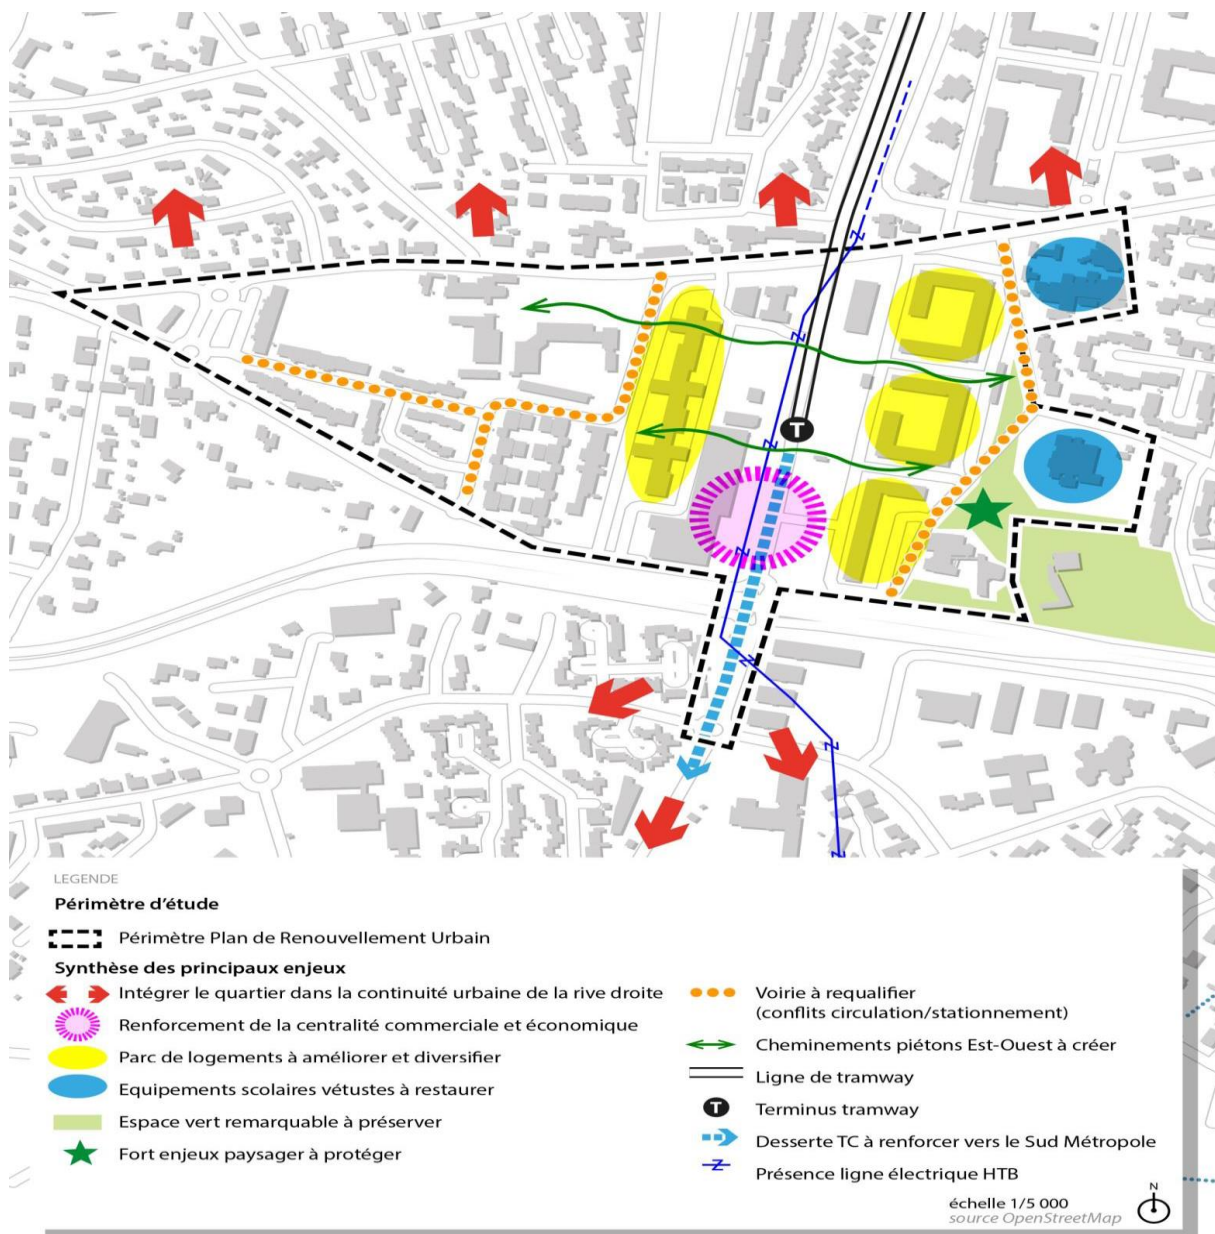 T
LEGENDE
Périmètre d'étude
Périmètre Plan de Renouvellement Urbain
Synthèse des principaux enjeux
Intégrer le quartier dans la continuité urbaine de la rive droite
Renforcement de la centralité commerciale et économique
Parc de logements à améliorer et diversifier
Equipements scolaires vétustes à restaurer
Espace vert remarquable à préserver
Fort enjeux paysager à protéger
Voirie à requalifier
(conflits circulation/stationnement)
Cheminements piétons Est-Ouest à créer
Ligne de tramway
T Terminus tramway
Desserte TC à renforcer vers le Sud Métropole
Présence ligne électrique HTB
échelle 1/5 000
source OpenStreetMap
N